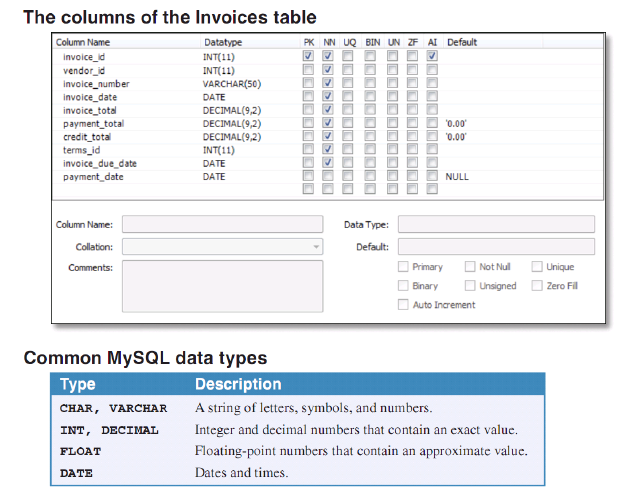 The columns of the Invoices table
Column Name Datatype PK NN UQ BIN UN ZF AI Default
invoice_id INT(11)
vendor_id INT(11)
invoice_number VARCHAR(50)
invoice_date DATE
invoice_total DECIMAL(9,2)
payment_total DECIMAL(9,2) '0.00'
credit_total DECIMAL(9,2) '0.00'
terms_id INT(11)
invoice_due_date DATE
payment_date DATE NULL
Column Name: Data Type:
Collation: Default:
Comments: Primary Not Null Unique
Binary Unsigned Zero Fill
Auto Increment
Common MySQL data types
Type Description
CHAR, VARCHAR A string of letters, symbols, and numbers.
INT, DECIMAL Integer and decimal numbers that contain an exact value.
FLOAT Floating-point numbers that contain an approximate value.
DATE Dates and times.